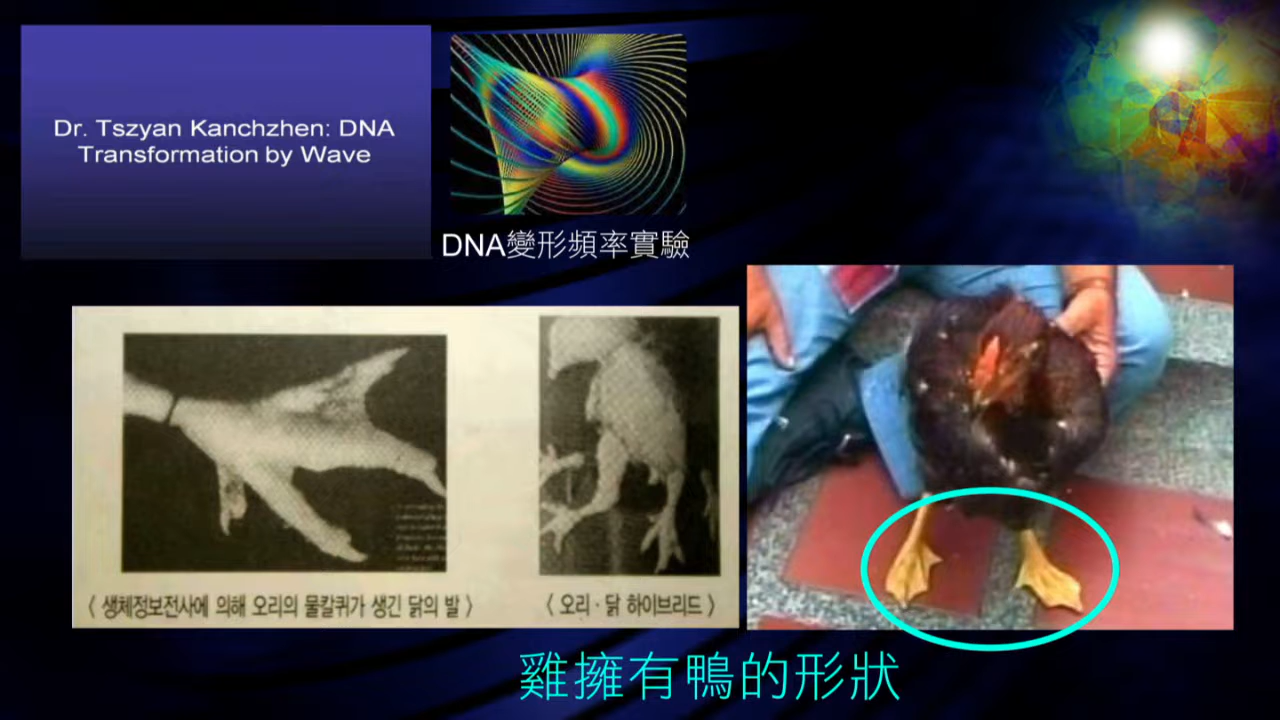 Dr. Tszyan Kanchzhen: DNA
Transformation by Wave
DNA變形頻率實驗
〈 생체정보전사에 의해 오리의 물칼퀴가 생긴 닭의 발 〉
〈 오리 · 닭 하이브리드 〉
雞擁有鴨的形狀